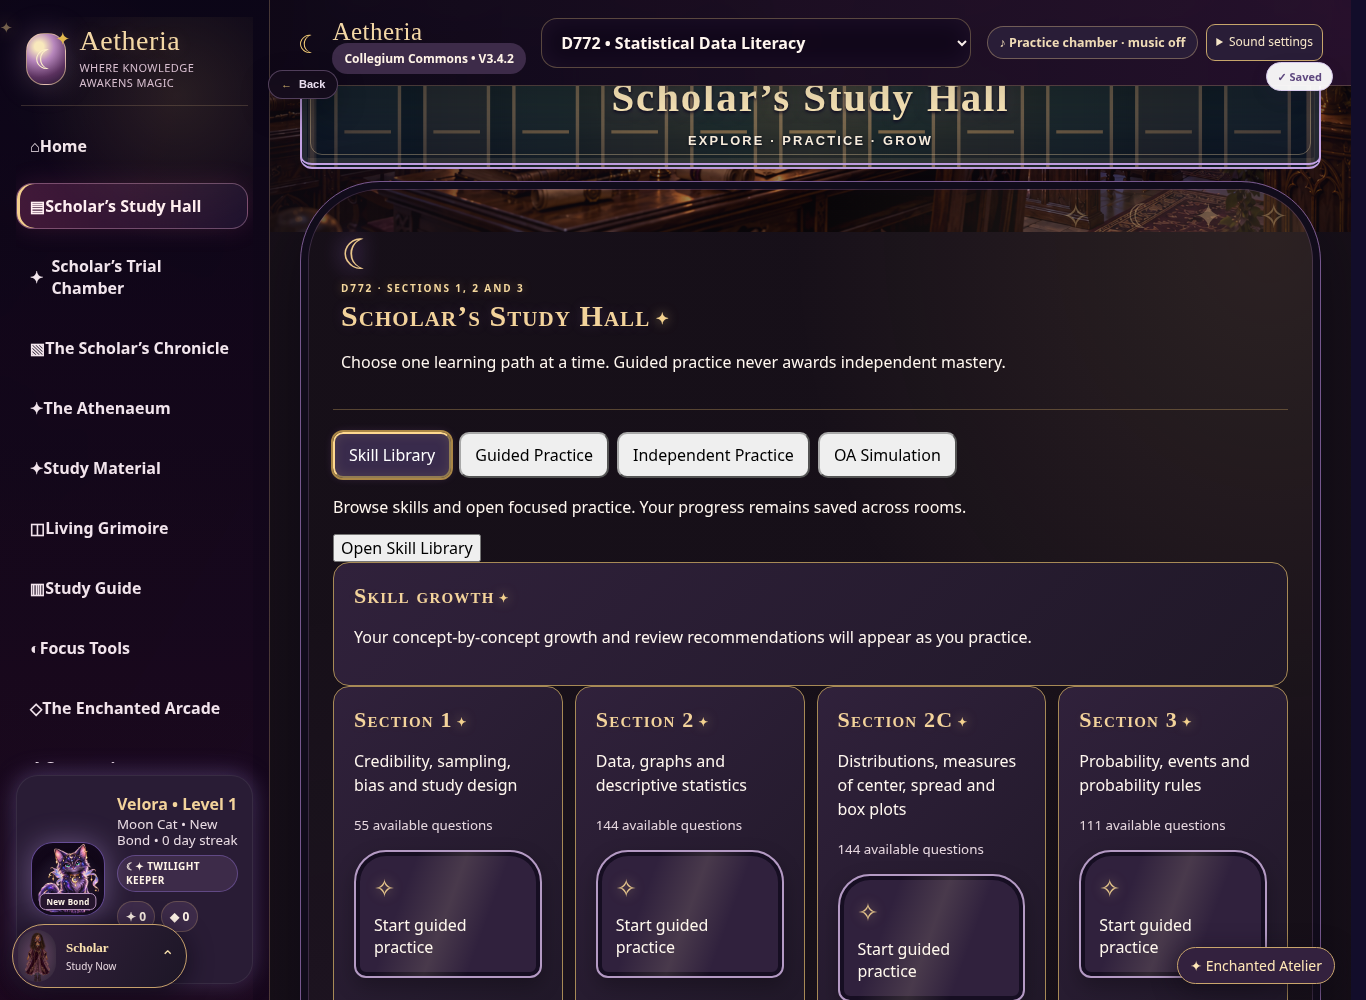 Aetheria
WHERE KNOWLEDGE
AWAKENS MAGIC
Home
Scholar’s Study Hall
Scholar’s Trial
Chamber
The Scholar’s Chronicle
The Athenaeum
Study Material
Living Grimoire
Study Guide
Focus Tools
The Enchanted Arcade
Velora • Level 1
Moon Cat • New
Bond • 0 day streak
TWILIGHT
KEEPER
New Bond
✦ 0
◆ 0
Scholar
Study Now
Aetheria
Collegium Commons • V3.4.2
D772 • Statistical Data Literacy
♪ Practice chamber · music off
Sound settings
✓ Saved
← Back
Scholar’s Study Hall
EXPLORE · PRACTICE · GROW
D772 · SECTIONS 1, 2 AND 3
Scholar’s Study Hall
Choose one learning path at a time. Guided practice never awards independent mastery.
Skill Library
Guided Practice
Independent Practice
OA Simulation
Browse skills and open focused practice. Your progress remains saved across rooms.
Open Skill Library
Skill growth
Your concept-by-concept growth and review recommendations will appear as you practice.
Section 1
Credibility, sampling,
bias and study design
55 available questions
Start guided
practice
Section 2
Data, graphs and
descriptive statistics
144 available questions
Start guided
practice
Section 2C
Distributions, measures
of center, spread and
box plots
144 available questions
Start guided
practice
Section 3
Probability, events and
probability rules
111 available questions
Start guided
practice
✦ Enchanted Atelier